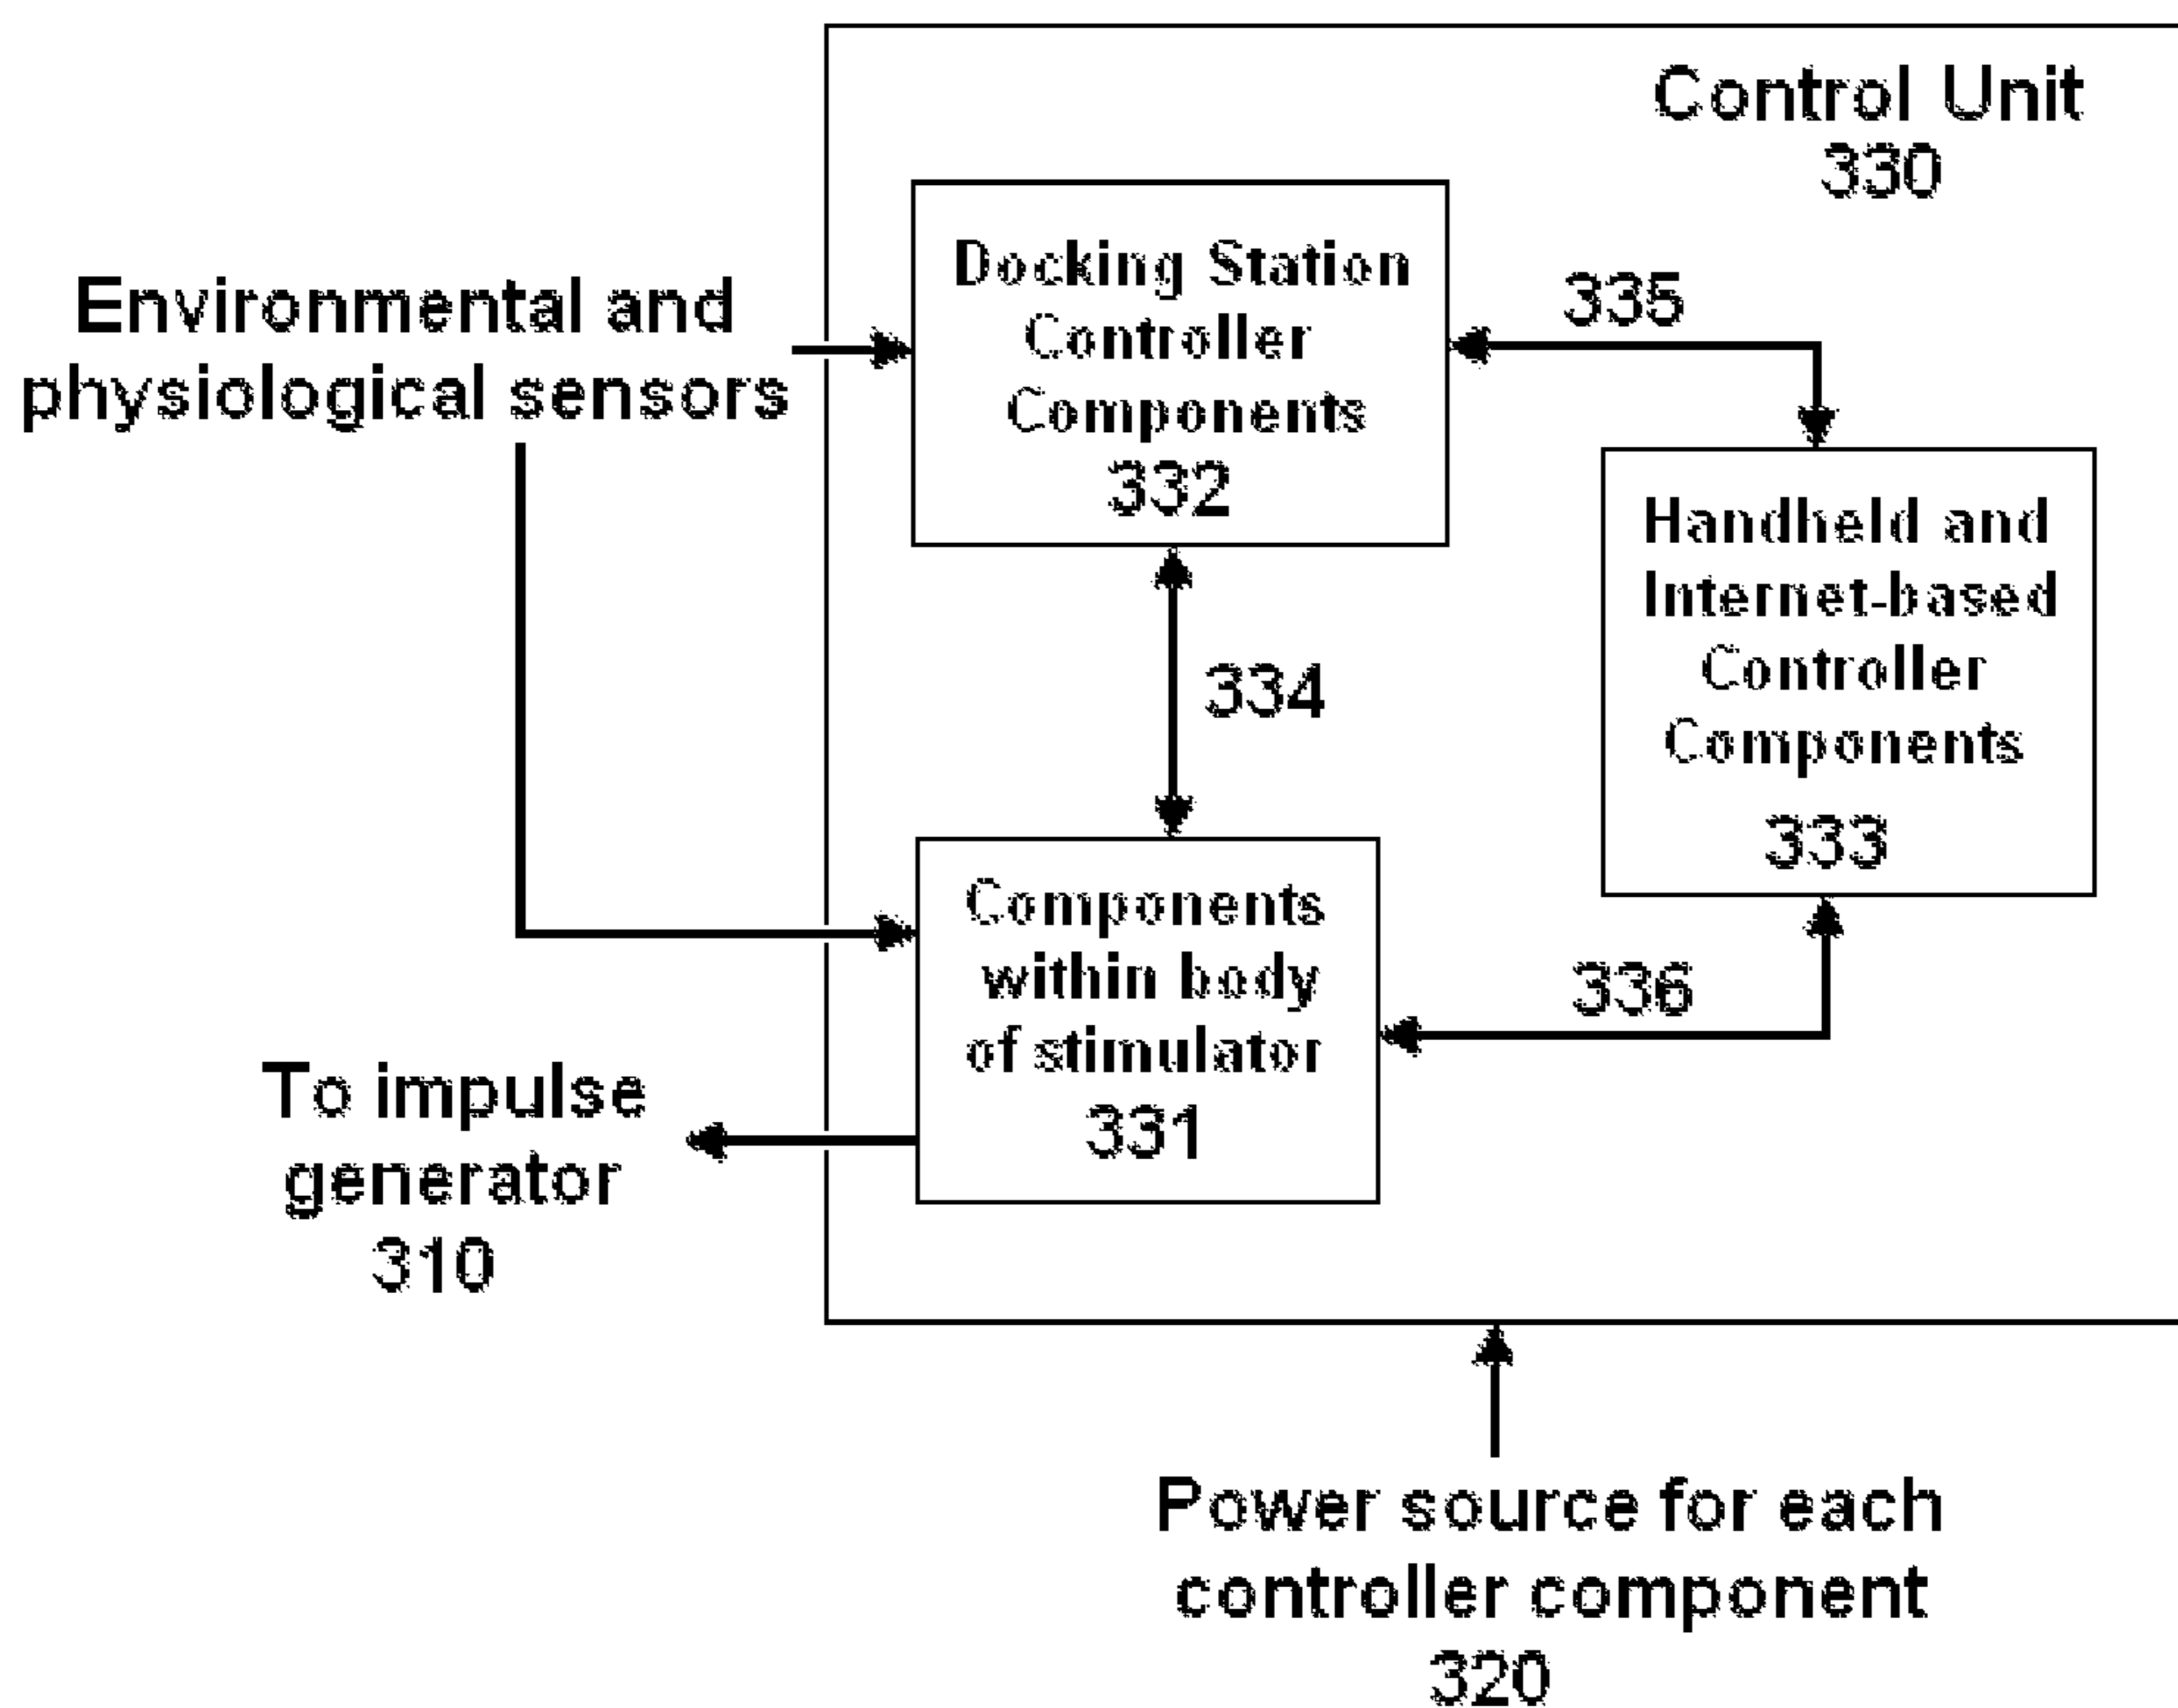 Control Unit
330
Docking Station
Controller
Components
332
335
Environmental and
physiological sensors
Handheld and
Internet-based
Controller
Components
333
334
Components
within body
of stimulator
331
336
To impulse
generator
310
Power source for each
controller component
320